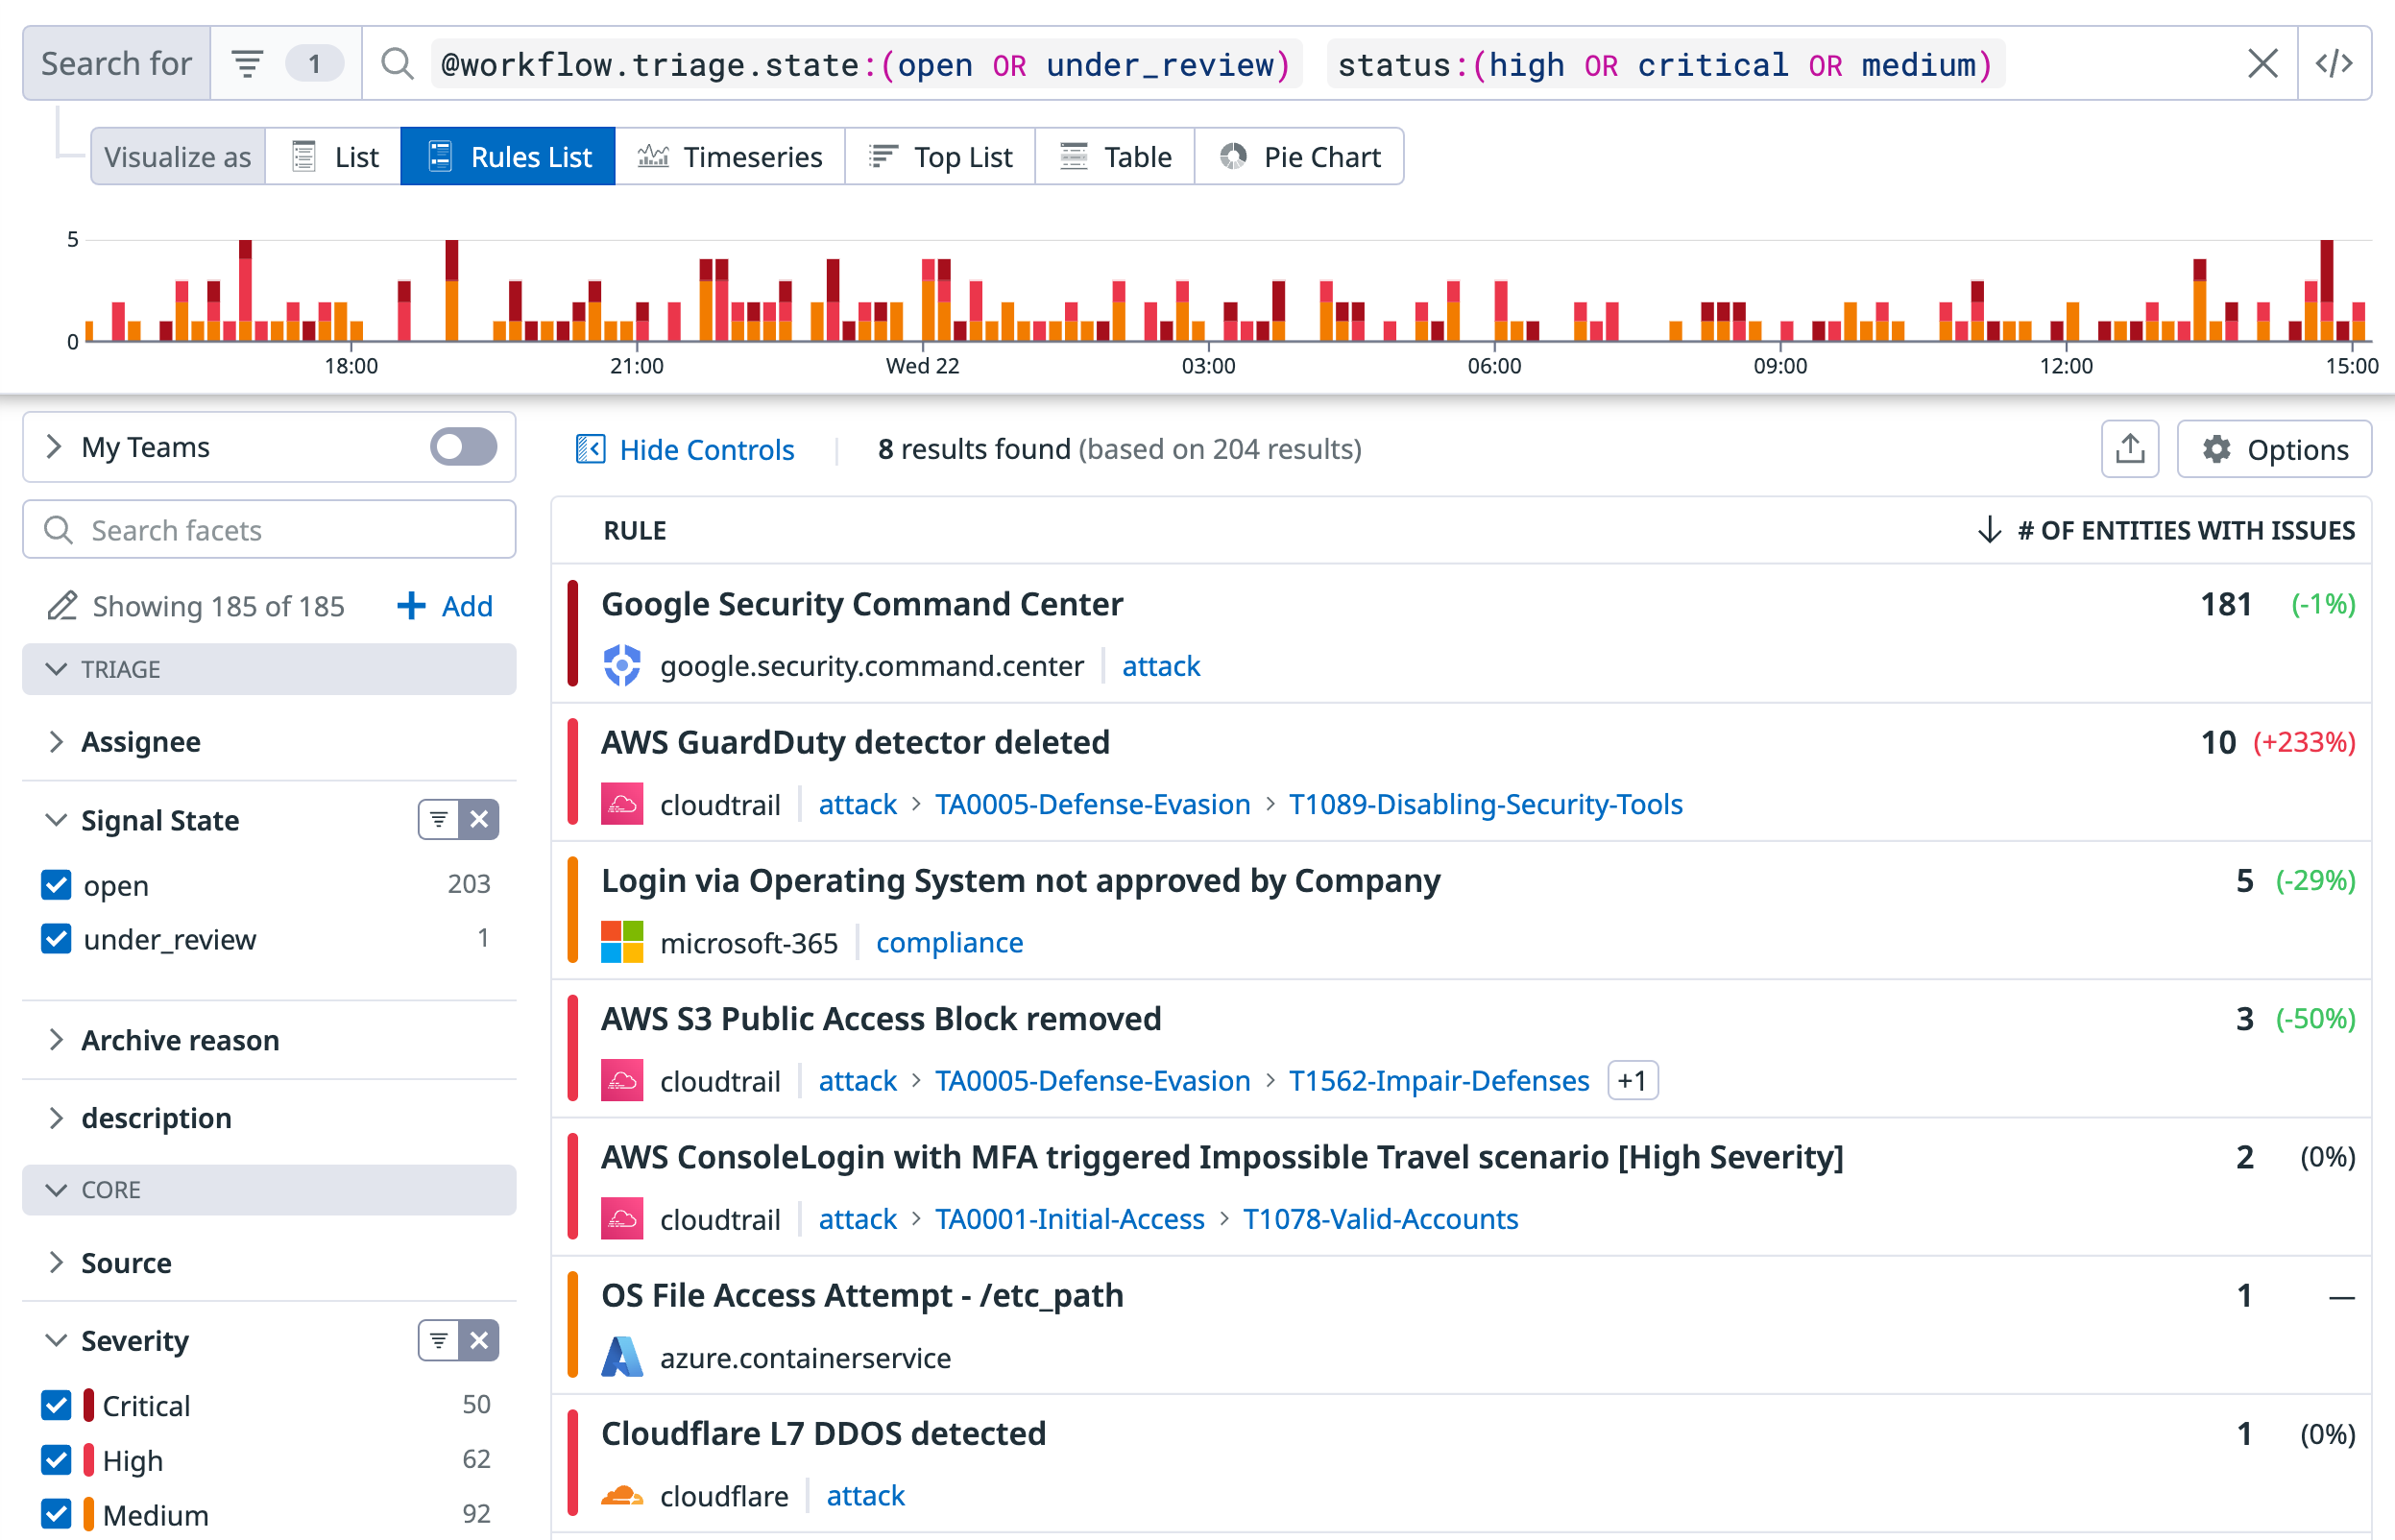 Search for 1 @workflow.triage.state:(open OR under_review) status:(high OR critical OR medium) </>
Visualize as List Rules List Timeseries Top List Table Pie Chart
5
0
18:00 21:00 Wed 22 03:00 06:00 09:00 12:00 15:00
My Teams
Search facets
Showing 185 of 185 + Add
TRIAGE
Assignee
Signal State
open 203
under_review 1
Archive reason
description
CORE
Source
Severity
Critical 50
High 62
Medium 92
Hide Controls 8 results found (based on 204 results) Options
RULE # OF ENTITIES WITH ISSUES
Google Security Command Center 181 (-1%)
google.security.command.center attack
AWS GuardDuty detector deleted 10 (+233%)
cloudtrail attack > TA0005-Defense-Evasion > T1089-Disabling-Security-Tools
Login via Operating System not approved by Company 5 (-29%)
microsoft-365 compliance
AWS S3 Public Access Block removed 3 (-50%)
cloudtrail attack > TA0005-Defense-Evasion > T1562-Impair-Defenses +1
AWS ConsoleLogin with MFA triggered Impossible Travel scenario [High Severity] 2 (0%)
cloudtrail attack > TA0001-Initial-Access > T1078-Valid-Accounts
OS File Access Attempt - /etc_path 1 —
azure.containerservice
Cloudflare L7 DDOS detected 1 (0%)
cloudflare attack